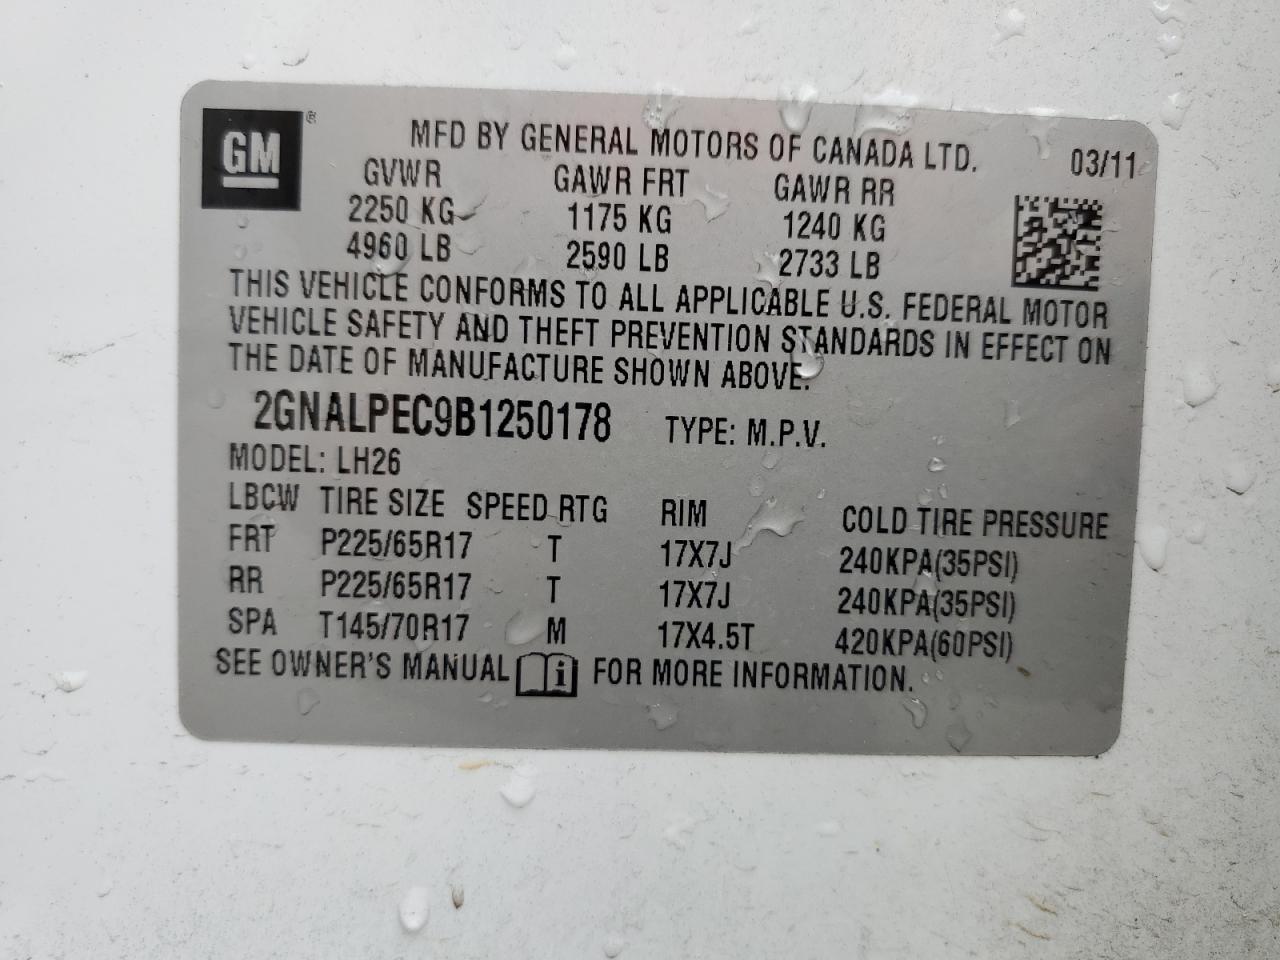 GM ®
MFD BY GENERAL MOTORS OF CANADA LTD. 03/11
GVWR GAWR FRT GAWR RR
2250 KG 1175 KG 1240 KG
4960 LB 2590 LB 2733 LB
THIS VEHICLE CONFORMS TO ALL APPLICABLE U.S. FEDERAL MOTOR
VEHICLE SAFETY AND THEFT PREVENTION STANDARDS IN EFFECT ON
THE DATE OF MANUFACTURE SHOWN ABOVE.
2GNALPEC9B1250178 TYPE: M.P.V.
MODEL: LH26
LBCW TIRE SIZE SPEED RTG RIM COLD TIRE PRESSURE
FRT P225/65R17 T 17X7J 240KPA(35PSI)
RR P225/65R17 T 17X7J 240KPA(35PSI)
SPA T145/70R17 M 17X4.5T 420KPA(60PSI)
SEE OWNER'S MANUAL i FOR MORE INFORMATION.